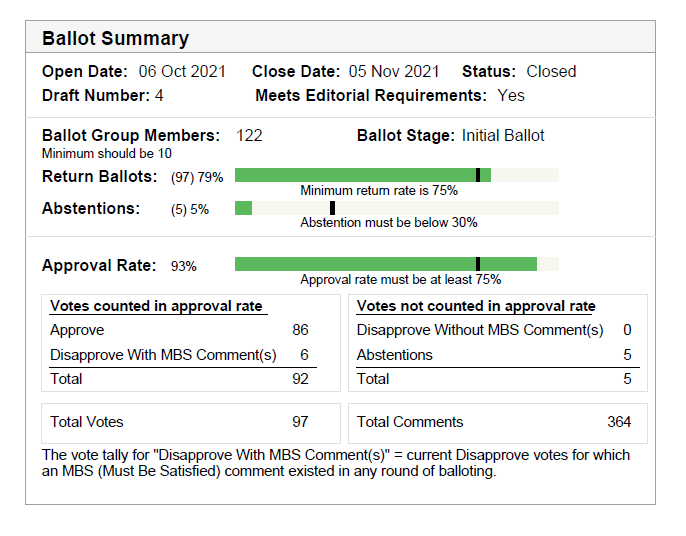 Ballot Summary
Open Date: 06 Oct 2021 Close Date: 05 Nov 2021 Status: Closed
Draft Number: 4 Meets Editorial Requirements: Yes
Ballot Group Members: 122 Ballot Stage: Initial Ballot
Minimum should be 10
Return Ballots: (97) 79%
Minimum return rate is 75%
Abstentions: (5) 5%
Abstention must be below 30%
Approval Rate: 93%
Approval rate must be at least 75%
Votes counted in approval rate
Approve 86
Disapprove With MBS Comment(s) 6
Total 92
Votes not counted in approval rate
Disapprove Without MBS Comment(s) 0
Abstentions 5
Total 5
Total Votes 97
Total Comments 364
The vote tally for "Disapprove With MBS Comment(s)" = current Disapprove votes for which
an MBS (Must Be Satisfied) comment existed in any round of balloting.